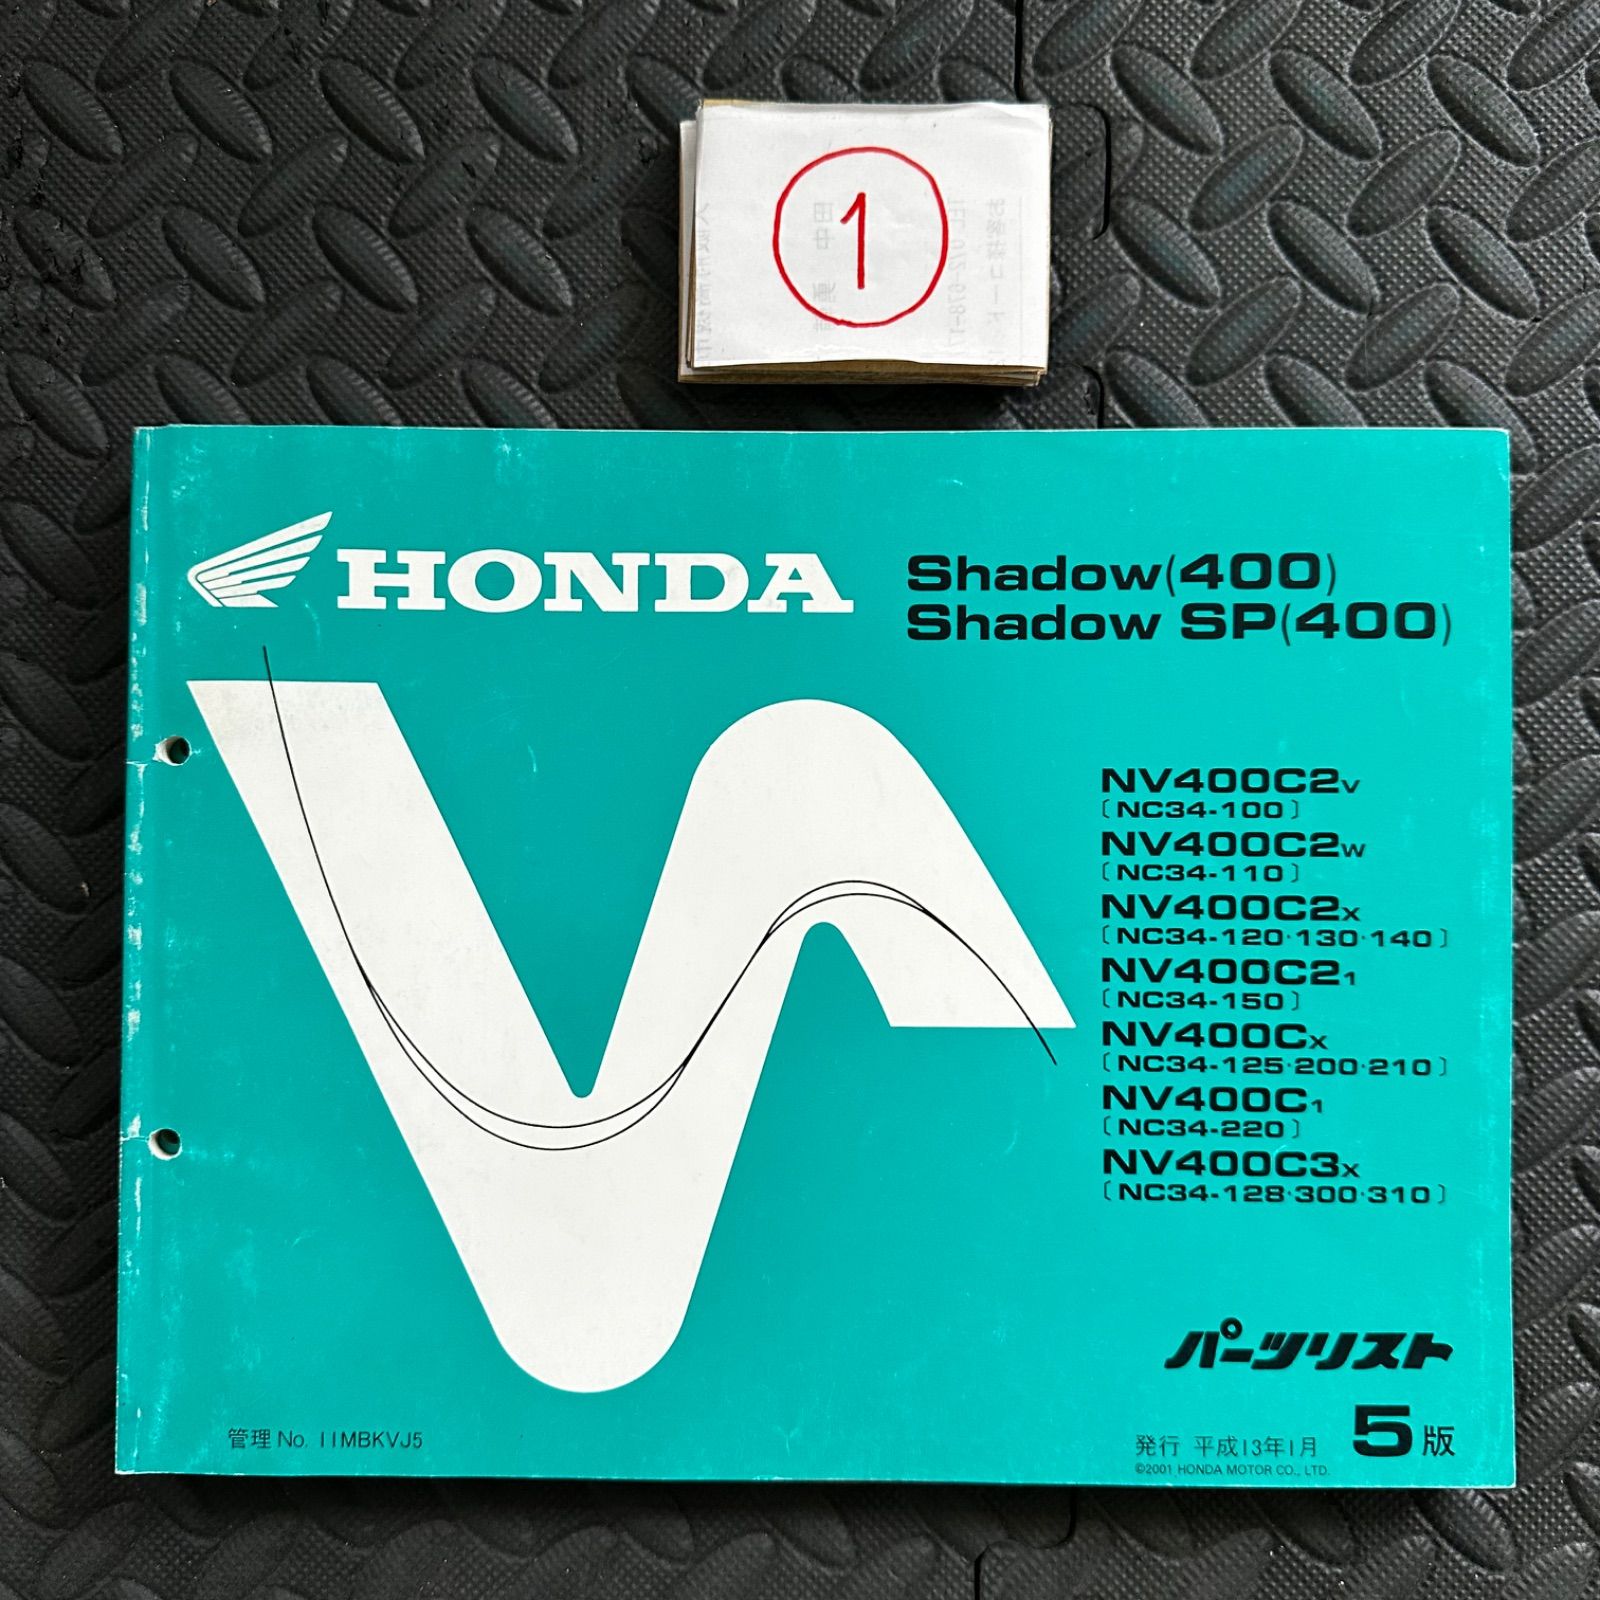 1
HONDA
Shadow(400)
Shadow SP(400)
NV400C2V
〔NC34-100〕
NV400C2W
〔NC34-110〕
NV400C2X
〔NC34-120·130·140〕
NV400C21
〔NC34-150〕
NV400CX
〔NC34-125·200·210〕
NV400C1
〔NC34-220〕
NV400C3X
〔NC34-128·300·310〕
パーツリスト
5版
管理 No. 11MBKVJ5
発行 平成13年1月
©2001 HONDA MOTOR CO., LTD.